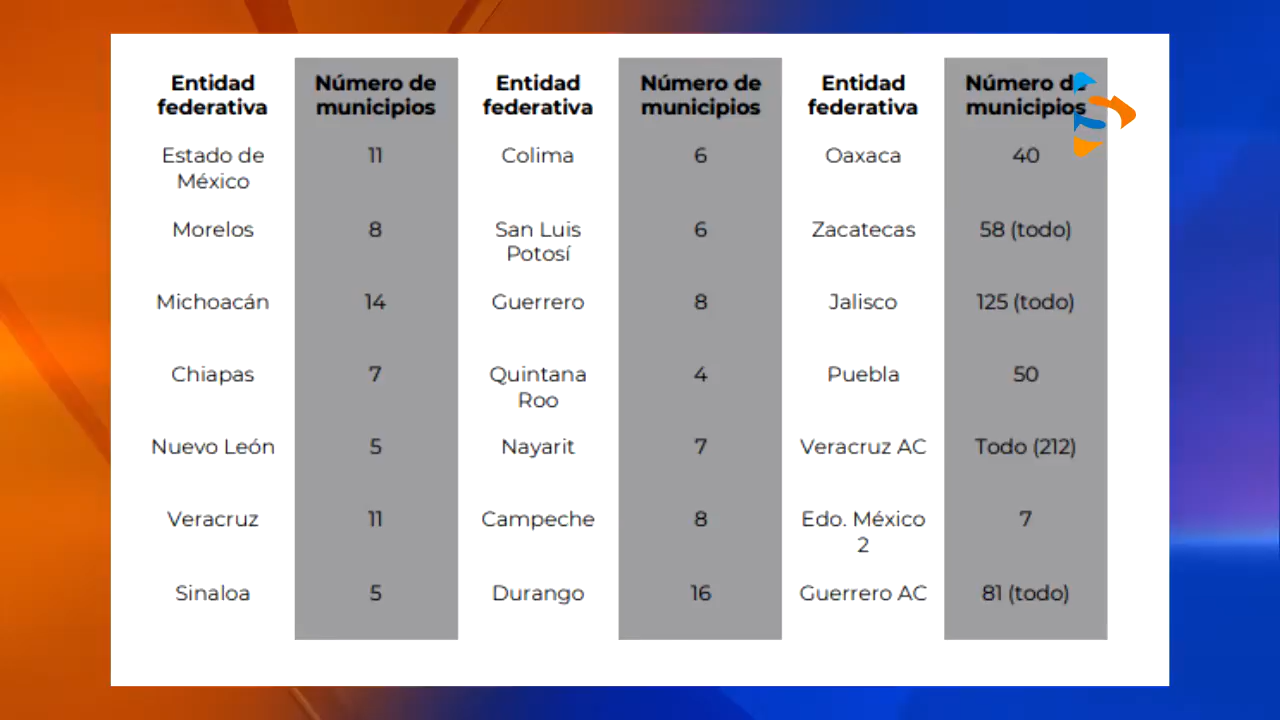 Entidad federativa Número de municipios Entidad federativa Número de municipios Entidad federativa Número de municipios
Estado de México 11 Colima 6 Oaxaca 40
Morelos 8 San Luis Potosí 6 Zacatecas 58 (todo)
Michoacán 14 Guerrero 8 Jalisco 125 (todo)
Chiapas 7 Quintana Roo 4 Puebla 50
Nuevo León 5 Nayarit 7 Veracruz AC Todo (212)
Veracruz 11 Campeche 8 Edo. México 2 7
Sinaloa 5 Durango 16 Guerrero AC 81 (todo)